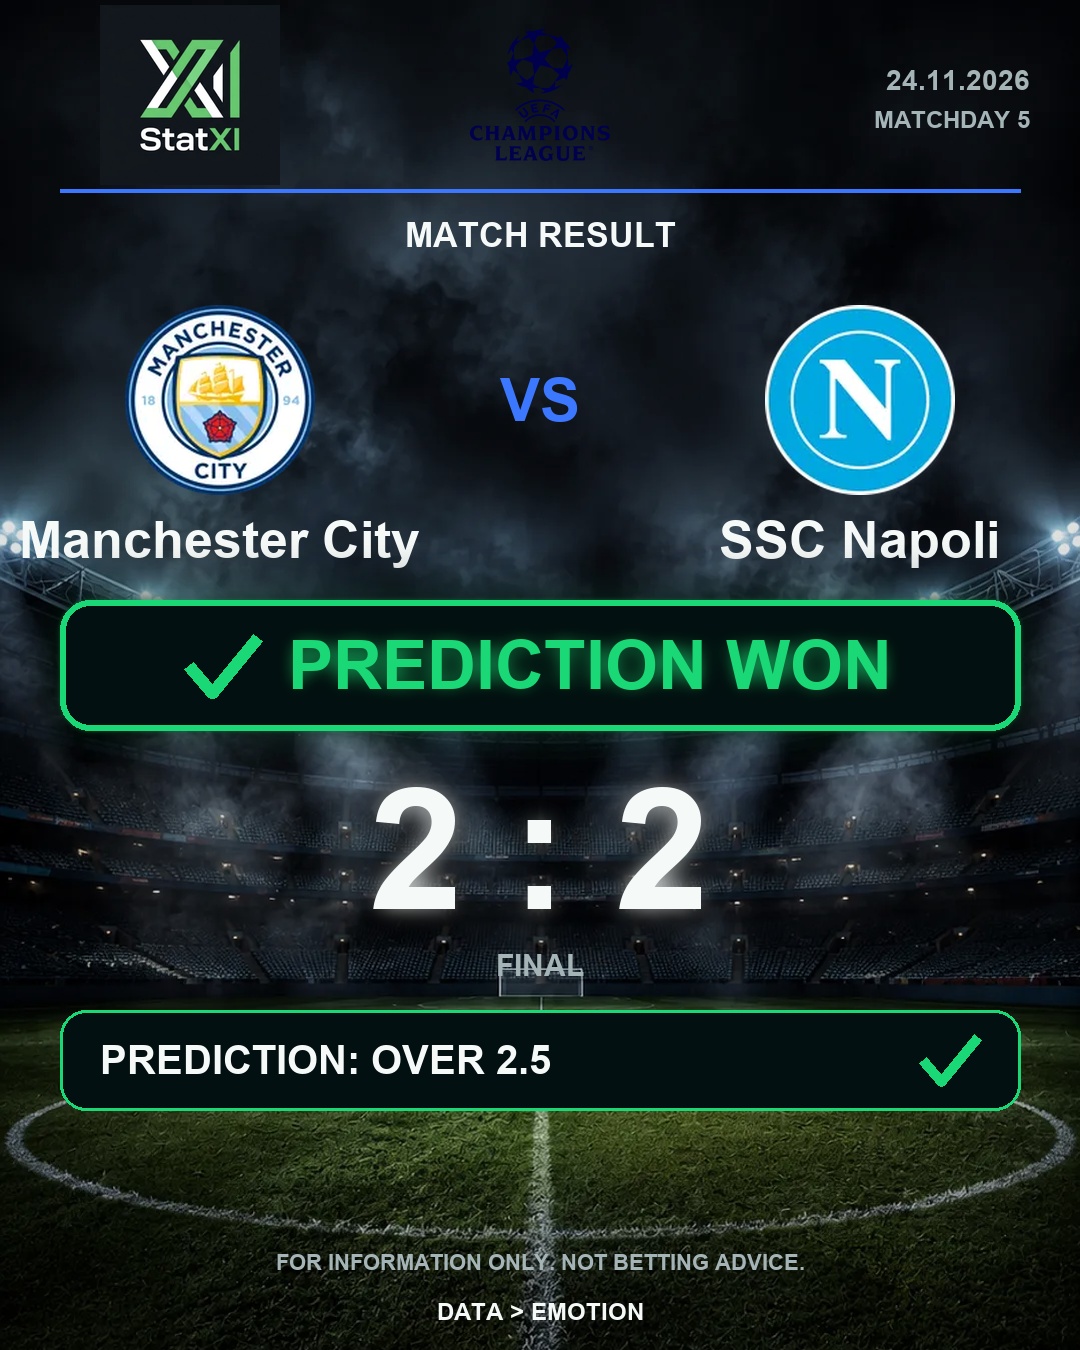 StatXI
UEFA
CHAMPIONS
LEAGUE
24.11.2026
MATCHDAY 5
MATCH RESULT
MANCHESTER
18 94
CITY
VS
N
Manchester City
SSC Napoli
PREDICTION WON
2 : 2
FINAL
PREDICTION: OVER 2.5
FOR INFORMATION ONLY. NOT BETTING ADVICE.
DATA > EMOTION